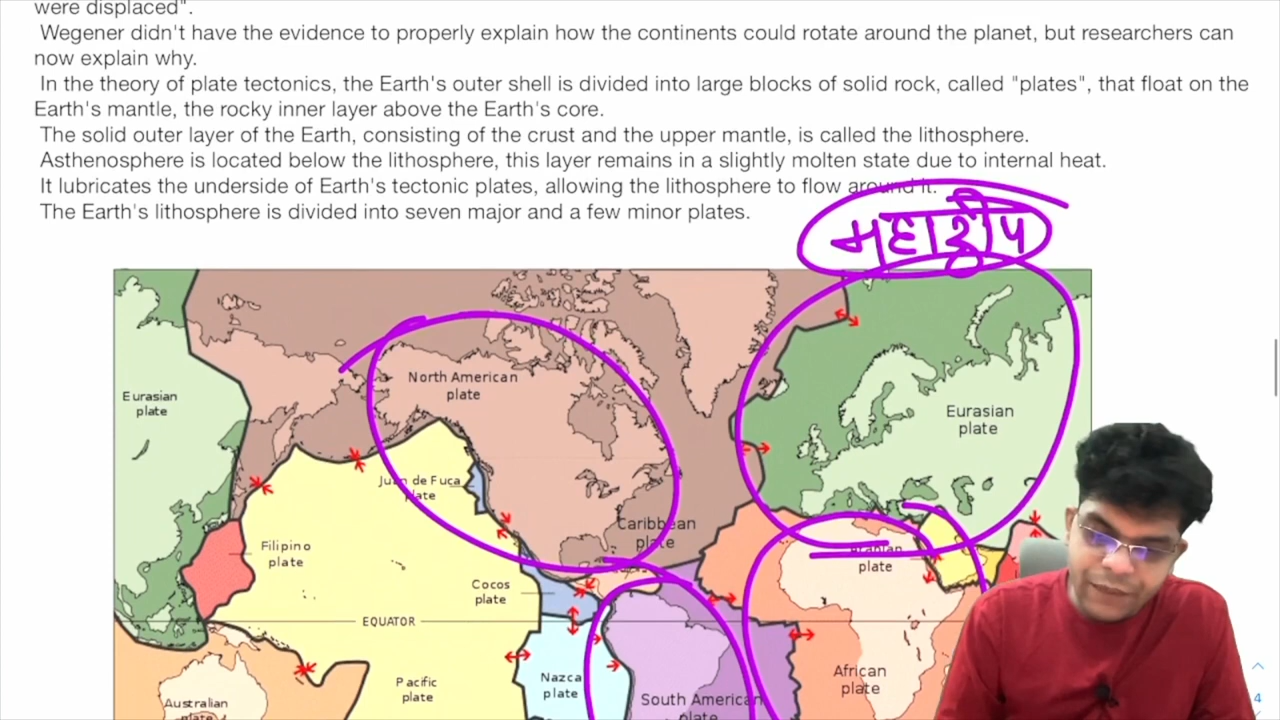 were displaced".
Wegener didn't have the evidence to properly explain how the continents could rotate around the planet, but researchers can
now explain why.
In the theory of plate tectonics, the Earth's outer shell is divided into large blocks of solid rock, called "plates", that float on the
Earth's mantle, the rocky inner layer above the Earth's core.
The solid outer layer of the Earth, consisting of the crust and the upper mantle, is called the lithosphere.
Asthenosphere is located below the lithosphere, this layer remains in a slightly molten state due to internal heat.
It lubricates the underside of Earth's tectonic plates, allowing the lithosphere to flow around it.
The Earth's lithosphere is divided into seven major and a few minor plates.
महाद्वीप
North American
plate
Eurasian
plate
Eurasian
plate
Juan de Fuca
plate
Caribbean
plate
Filipino
plate
Arabian
plate
Cocos
plate
EQUATOR
Pacific
plate
Nazca
plate
African
plate
South American
plate
Australian
plate
4